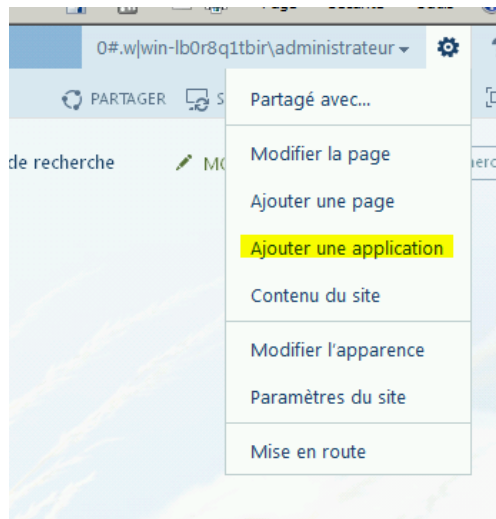 0#.w|win-lb0r8q1tbir\administrateur
PARTAGER S
Partagé avec...
de recherche
Modifier la page
Ajouter une page
Ajouter une application
Contenu du site
Modifier l'apparence
Paramètres du site
Mise en route